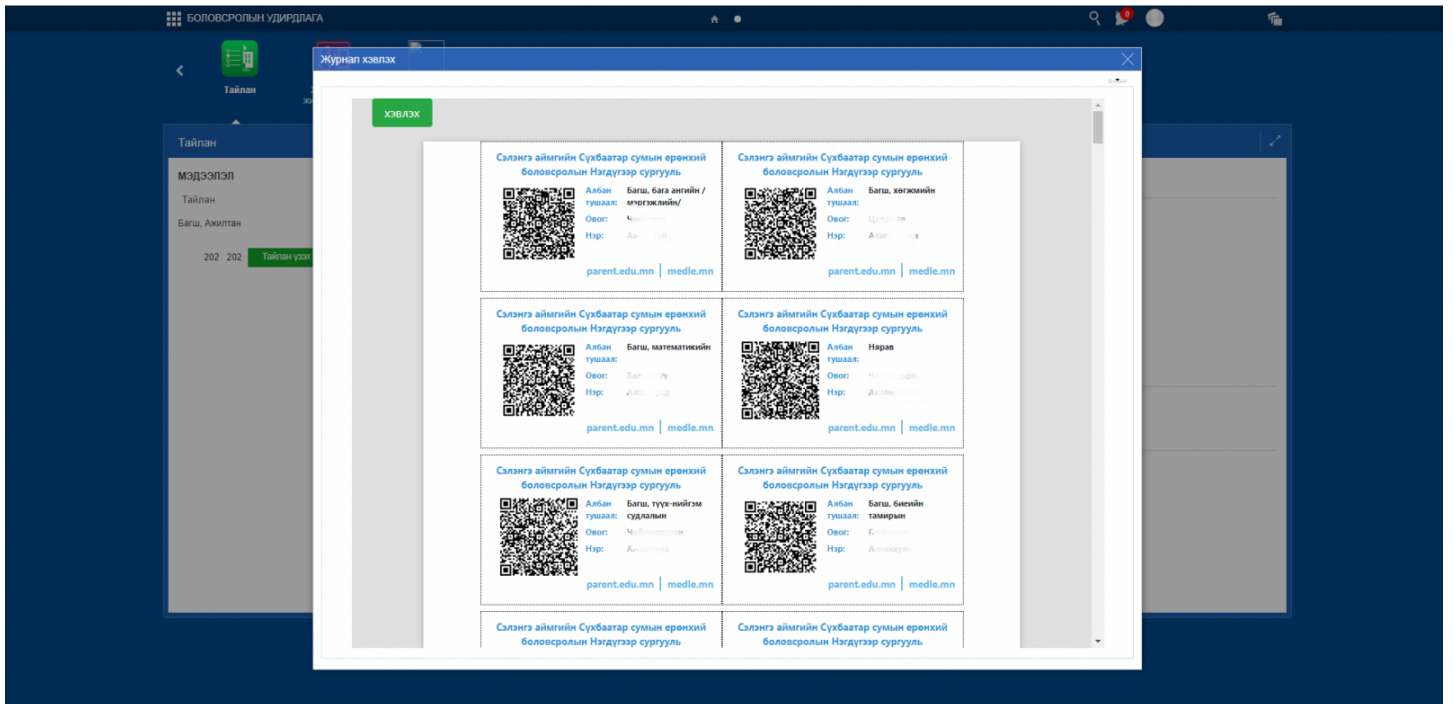 БОЛОВСРОЛЫН УДИРДЛАГА
0
Тайлан
Журнал хэвлэх
Тайлан
МЭДЭЭЛЭЛ
Тайлан
Багш, Ажилтан
202 202 Тайлан үзэх
ХЭВЛЭХ
Сэлэнгэ аймгийн Сүхбаатар сумын ерөнхий
боловсролын Нэгдүгээр сургууль
Албан Багш, бага ангийн /
тушаал: мэргэжлийн/
Овог:
Нэр:
parent.edu.mn | medle.mn
Сэлэнгэ аймгийн Сүхбаатар сумын ерөнхий
боловсролын Нэгдүгээр сургууль
Албан Багш, хөгжмийн
тушаал:
Овог:
Нэр:
parent.edu.mn | medle.mn
Сэлэнгэ аймгийн Сүхбаатар сумын ерөнхий
боловсролын Нэгдүгээр сургууль
Албан Багш, математикийн
тушаал:
Овог:
Нэр:
parent.edu.mn | medle.mn
Сэлэнгэ аймгийн Сүхбаатар сумын ерөнхий
боловсролын Нэгдүгээр сургууль
Албан Нярав
тушаал:
Овог:
Нэр:
parent.edu.mn | medle.mn
Сэлэнгэ аймгийн Сүхбаатар сумын ерөнхий
боловсролын Нэгдүгээр сургууль
Албан Багш, түүх-нийгэм
тушаал: судлалын
Овог:
Нэр:
parent.edu.mn | medle.mn
Сэлэнгэ аймгийн Сүхбаатар сумын ерөнхий
боловсролын Нэгдүгээр сургууль
Албан Багш, биеийн
тушаал: тамирын
Овог:
Нэр:
parent.edu.mn | medle.mn
Сэлэнгэ аймгийн Сүхбаатар сумын ерөнхий
боловсролын Нэгдүгээр сургууль
Сэлэнгэ аймгийн Сүхбаатар сумын ерөнхий
боловсролын Нэгдүгээр сургууль